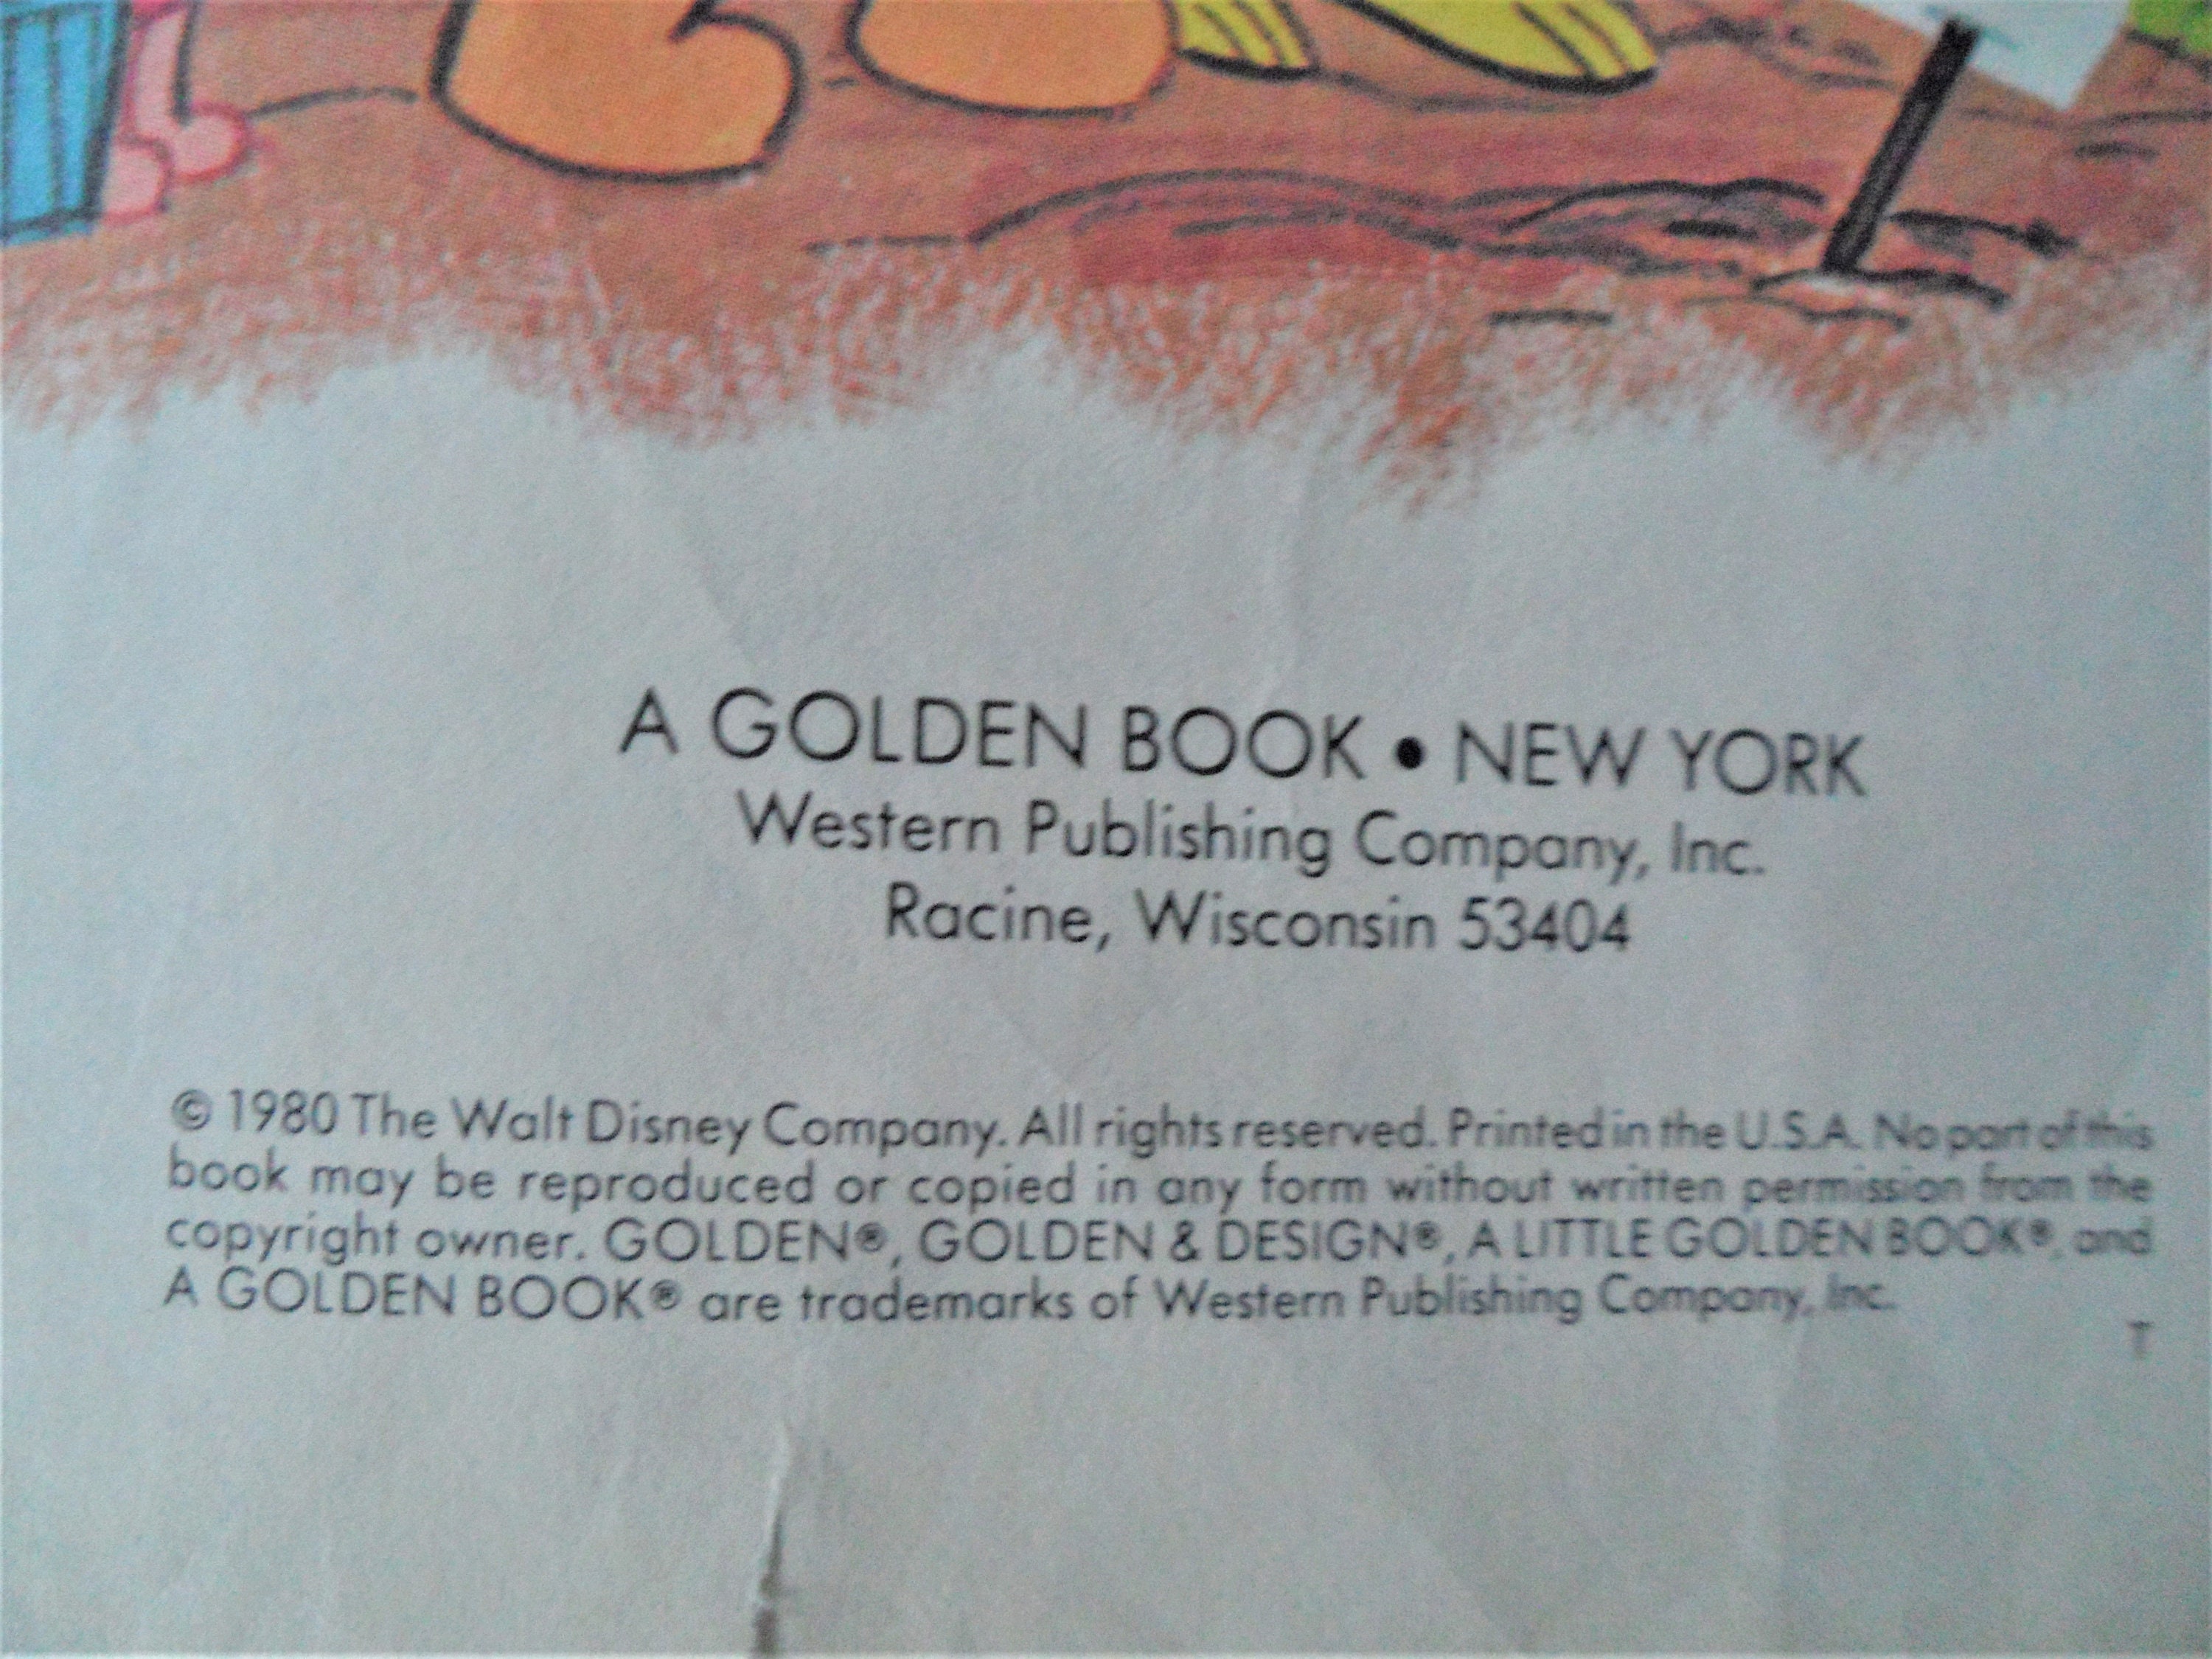 A GOLDEN BOOK • NEW YORK
Western Publishing Company, Inc.
Racine, Wisconsin 53404
© 1980 The Walt Disney Company. All rights reserved. Printed in the U.S.A. No part of this
book may be reproduced or copied in any form without written permission from the
copyright owner. GOLDEN®, GOLDEN & DESIGN®, A LITTLE GOLDEN BOOK®, and
A GOLDEN BOOK® are trademarks of Western Publishing Company, Inc.
T